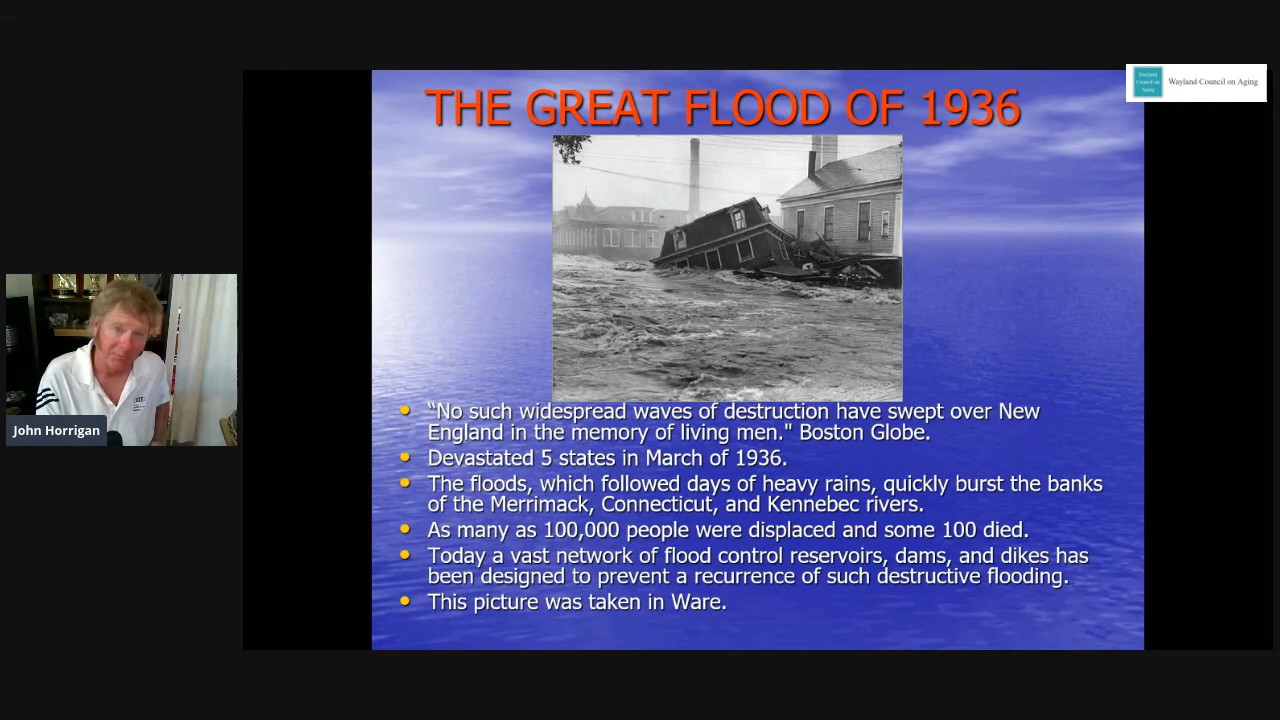 Wayland
Council on
Aging
Wayland Council on Aging
THE GREAT FLOOD OF 1936
“No such widespread waves of destruction have swept over New
England in the memory of living men." Boston Globe.
Devastated 5 states in March of 1936.
The floods, which followed days of heavy rains, quickly burst the banks
of the Merrimack, Connecticut, and Kennebec rivers.
As many as 100,000 people were displaced and some 100 died.
Today a vast network of flood control reservoirs, dams, and dikes has
been designed to prevent a recurrence of such destructive flooding.
This picture was taken in Ware.
John Horrigan